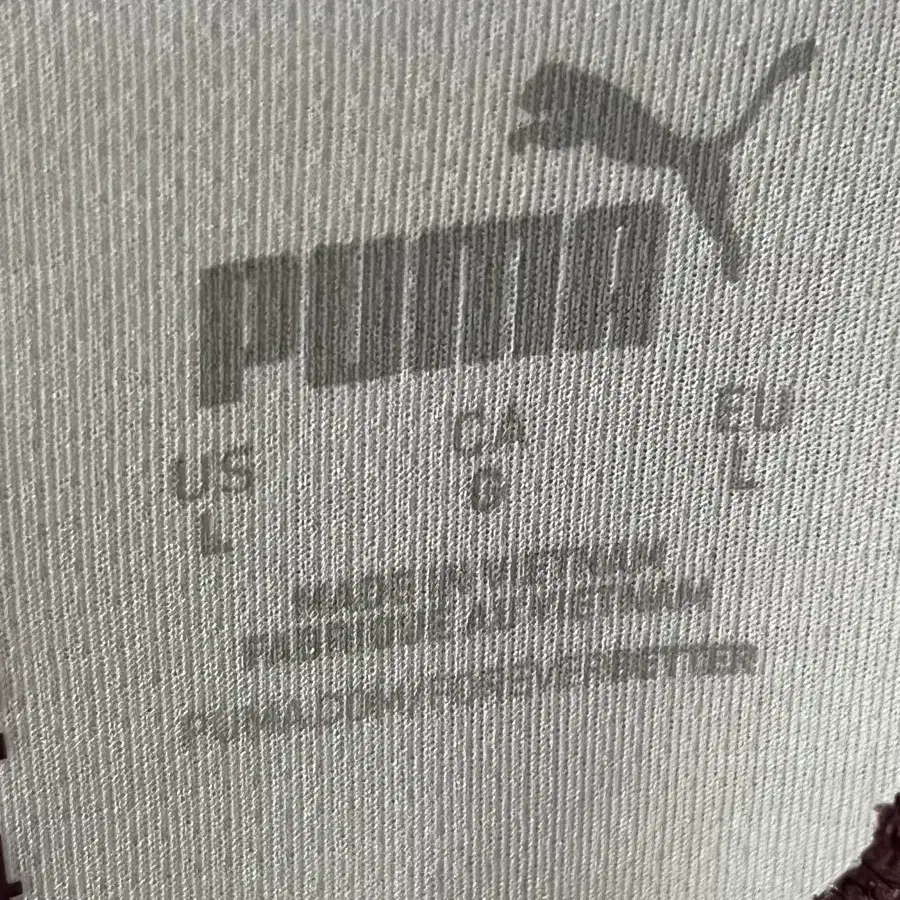 PUMA
US CA EU
L G L
MADE IN VIETNAM
FABRIQUÉ AU VIETNAM
PUMA.COM/FOREVERBETTER